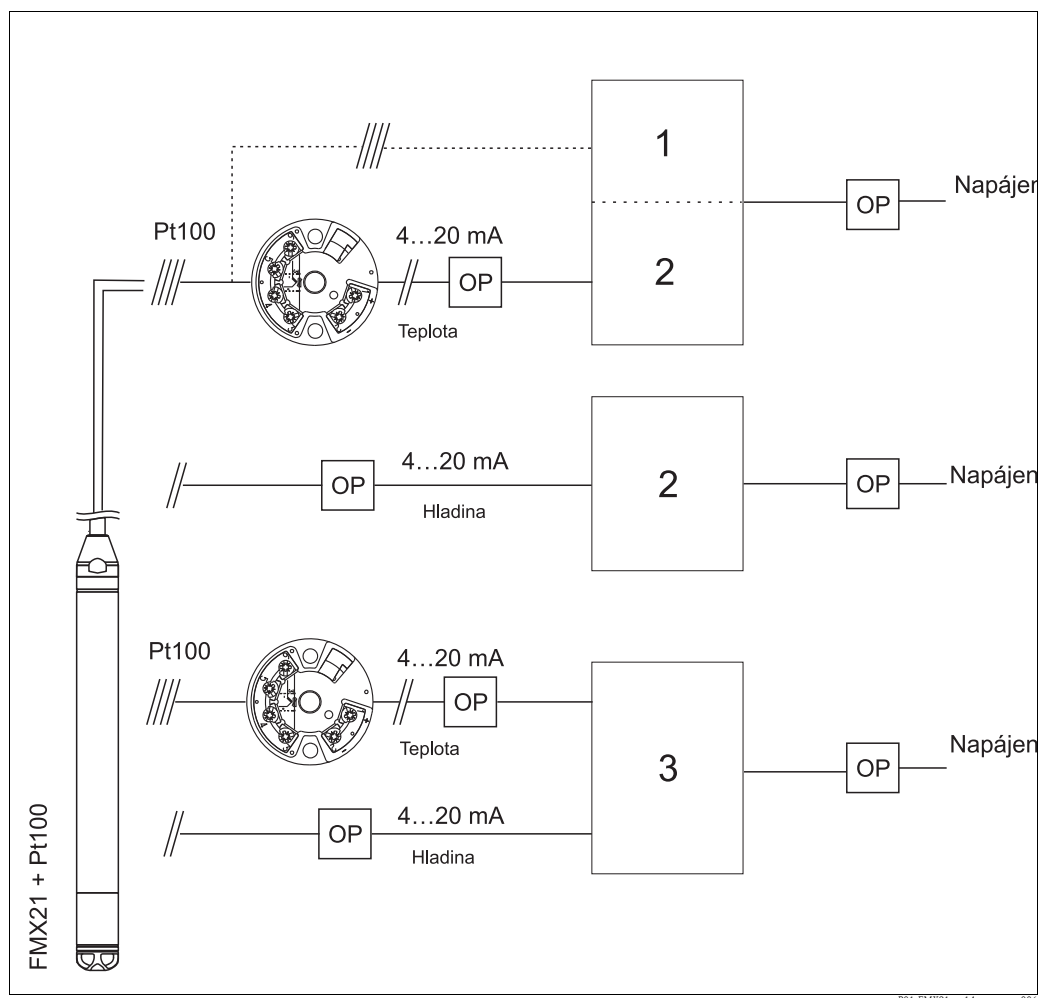 1
Pt100
4...20 mA
OP
Teplota
2
OP
Napájen
OP
4...20 mA
Hladina
2
OP
Napájen
Pt100
4...20 mA
OP
Teplota
3
OP
Napájen
OP
4...20 mA
Hladina
FMX21 + Pt100